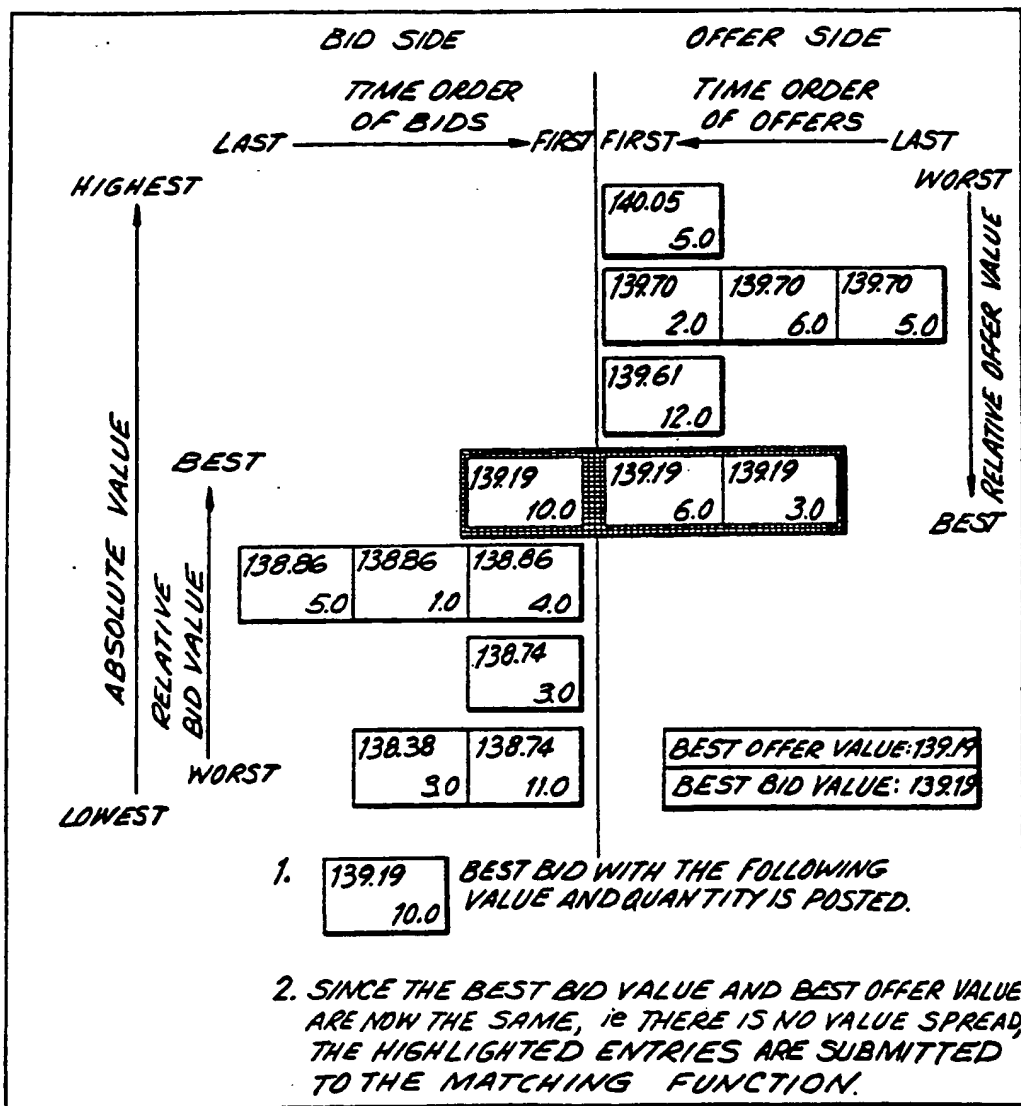 BID SIDE
OFFER SIDE
TIME ORDER
OF BIDS
TIME ORDER
OF OFFERS
LAST
FIRST
FIRST
LAST
HIGHEST
WORST
140.05
5.0
RELATIVE OFFER VALUE
139.70 139.70 139.70
2.0 6.0 5.0
139.61
12.0
ABSOLUTE VALUE
BEST
139.19 139.19 139.19
10.0 6.0 3.0
BEST
RELATIVE
BID VALUE
138.86 138.86 138.86
5.0 1.0 4.0
138.74
3.0
138.38 138.74
9.0 11.0
WORST
LOWEST
BEST OFFER VALUE: 139.19
BEST BID VALUE: 139.19
1. 139.19
10.0
BEST BID WITH THE FOLLOWING
VALUE AND QUANTITY IS POSTED.
2. SINCE THE BEST BID VALUE AND BEST OFFER VALUE
ARE NOW THE SAME, ie THERE IS NO VALUE SPREAD,
THE HIGHLIGHTED ENTRIES ARE SUBMITTED
TO THE MATCHING FUNCTION.